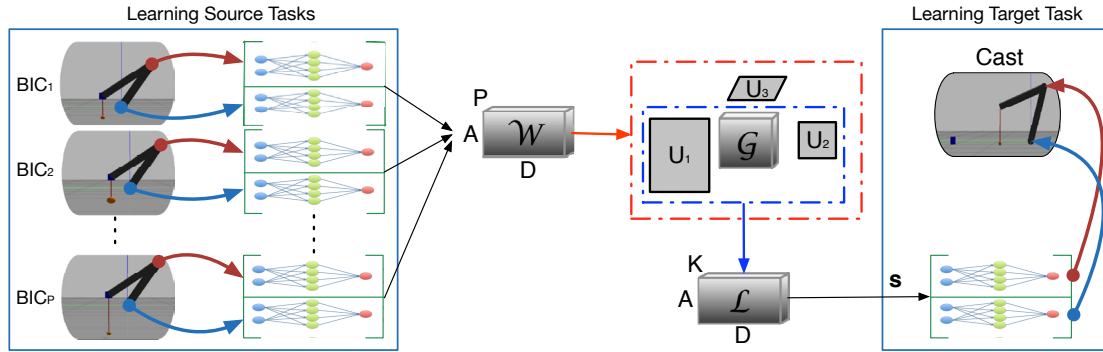 Learning Source Tasks
Learning Target Task
BIC1
BIC2
BICP
P
A
W
D
U3
U1
G
U2
K
A
L
D
s
Cast